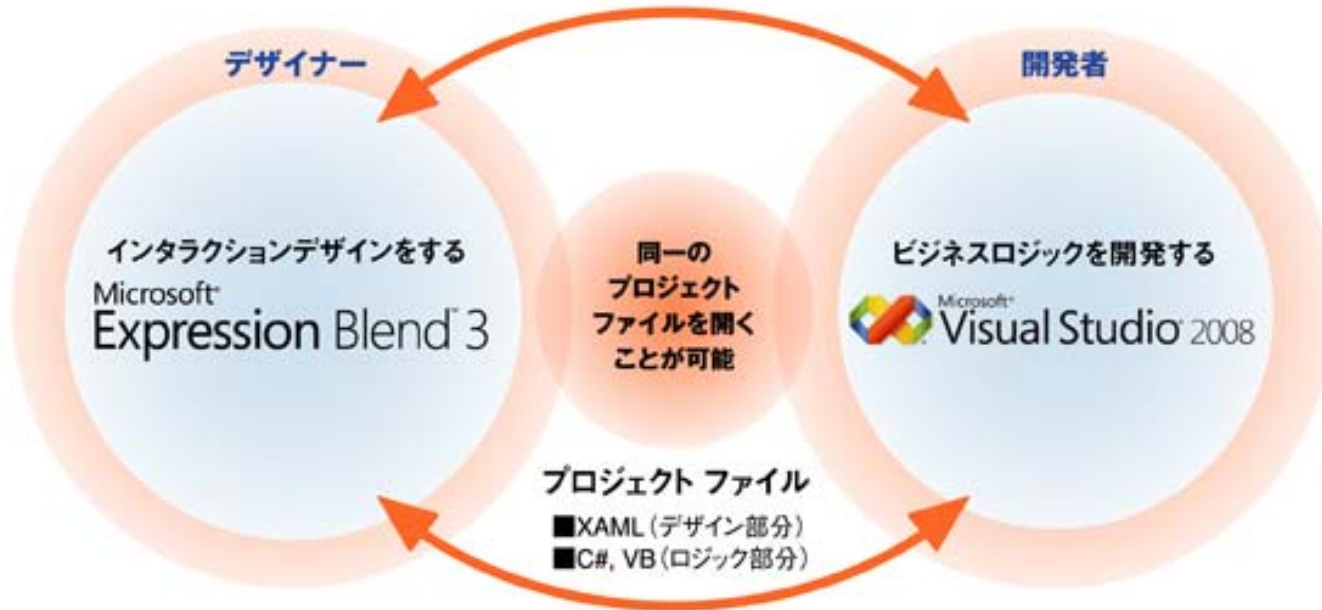 デザイナー
インタラクションデザインをする
Microsoft®
Expression Blend™ 3
同一の
プロジェクト
ファイルを開く
ことが可能
開発者
ビジネスロジックを開発する
Microsoft®
Visual Studio® 2008
プロジェクト ファイル
■XAML（デザイン部分）
■C#, VB（ロジック部分）